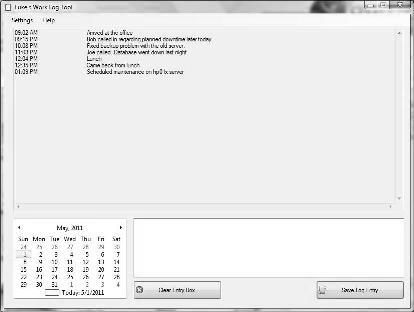 Luke's Work Log Tool
Settings Help
09:02 AM Arrived at the office
09:15 PM Bob called in regarding planned downtime later today.
10:08 PM Fixed backup problem with the old server.
11:03 PM Joe called. Database went down last night.
12:04 PM Lunch
12:35 PM Came back from lunch
01:09 PM Scheduled maintenance on server
May, 2011
Sun Mon Tue Wed Thu Fri Sat
24 25 26 27 28 29 30
1 2 3 4 5 6 7
8 9 10 11 12 13 14
15 16 17 18 19 20 21
22 23 24 25 26 27 28
29 30 31 1 2 3 4
Today: 5/1/2011
Clear Entry Box
Save Log Entry